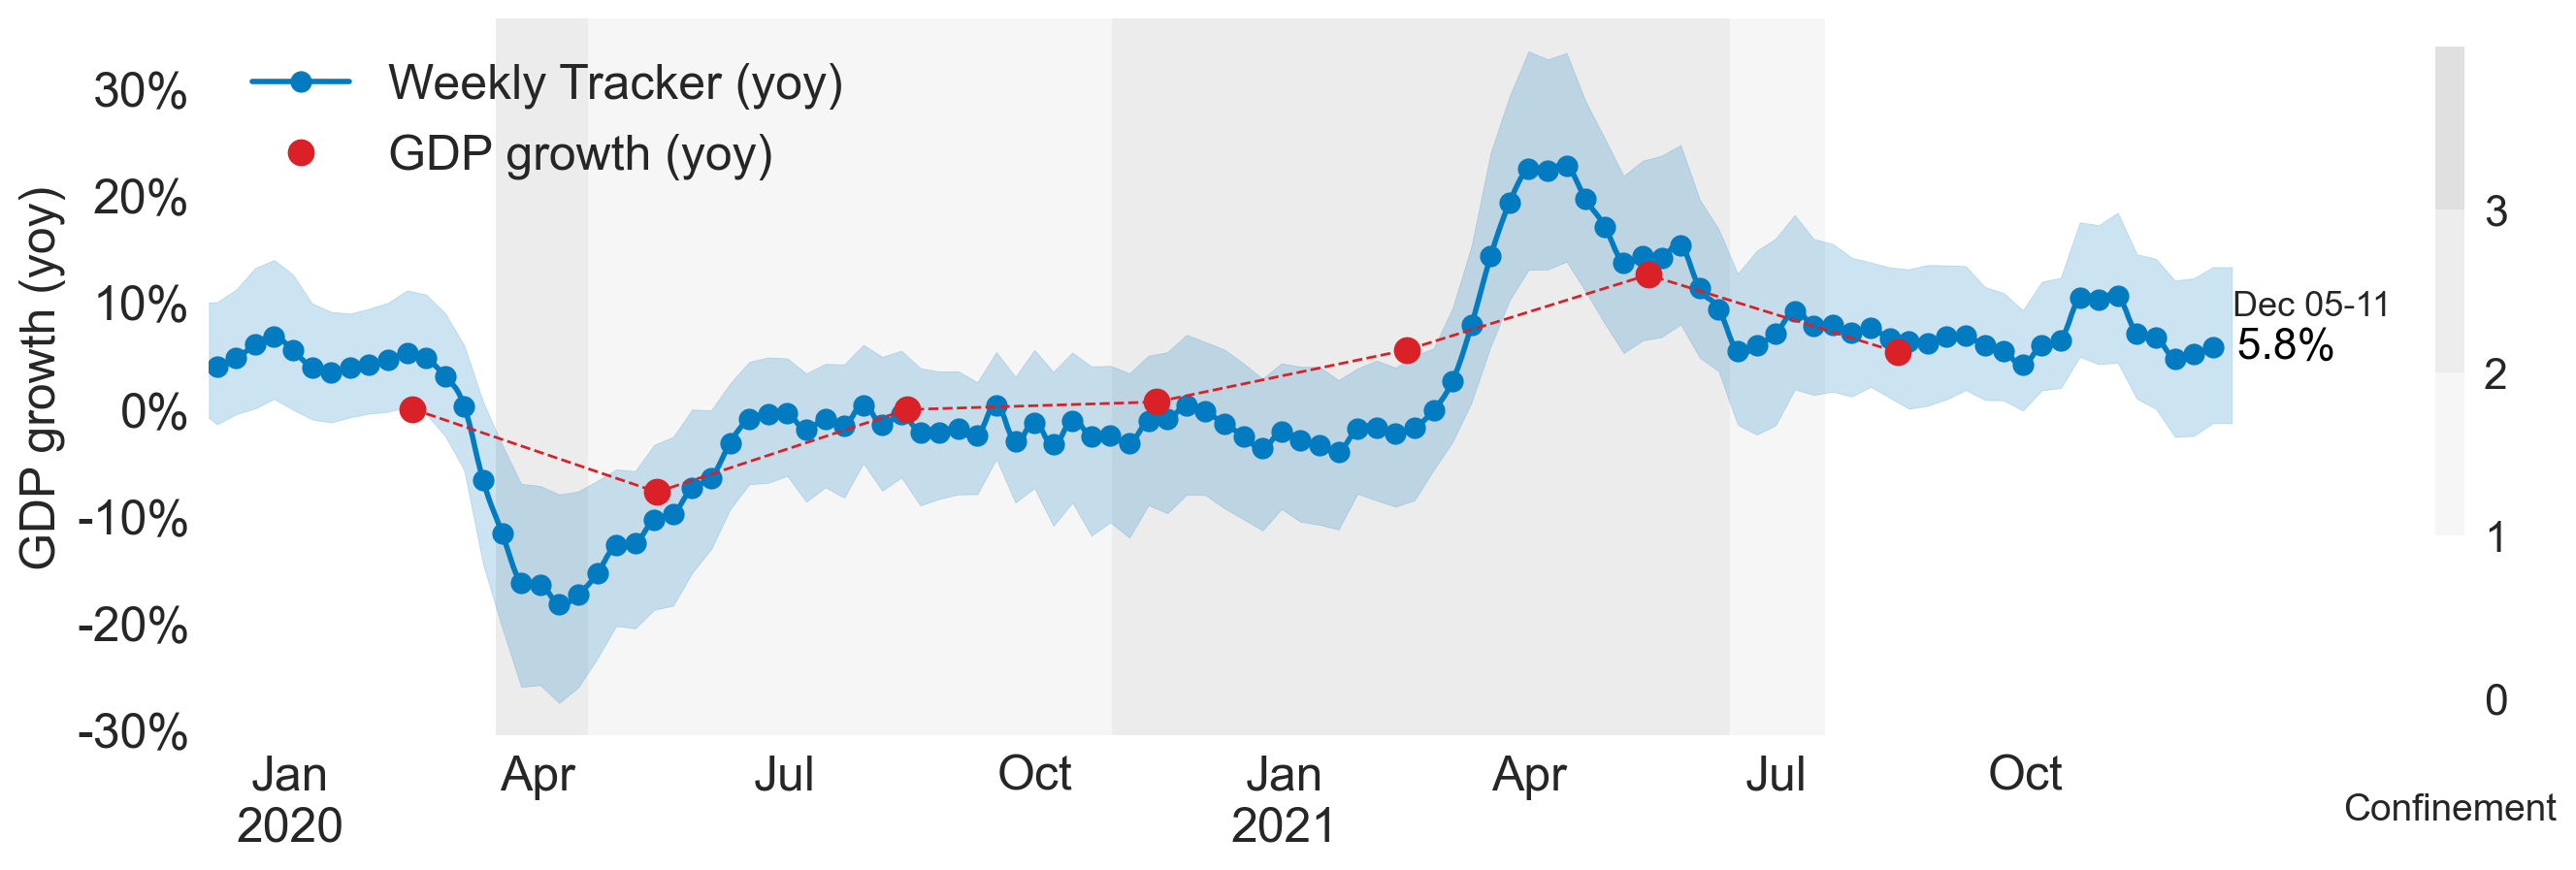 Weekly Tracker (yoy)
GDP growth (yoy)
GDP growth (yoy)
30%
20%
10%
0%
-10%
-20%
-30%
Jan
2020
Apr
Jul
Oct
Jan
2021
Apr
Jul
Oct
Dec 05-11
5.8%
3
2
1
0
Confinement